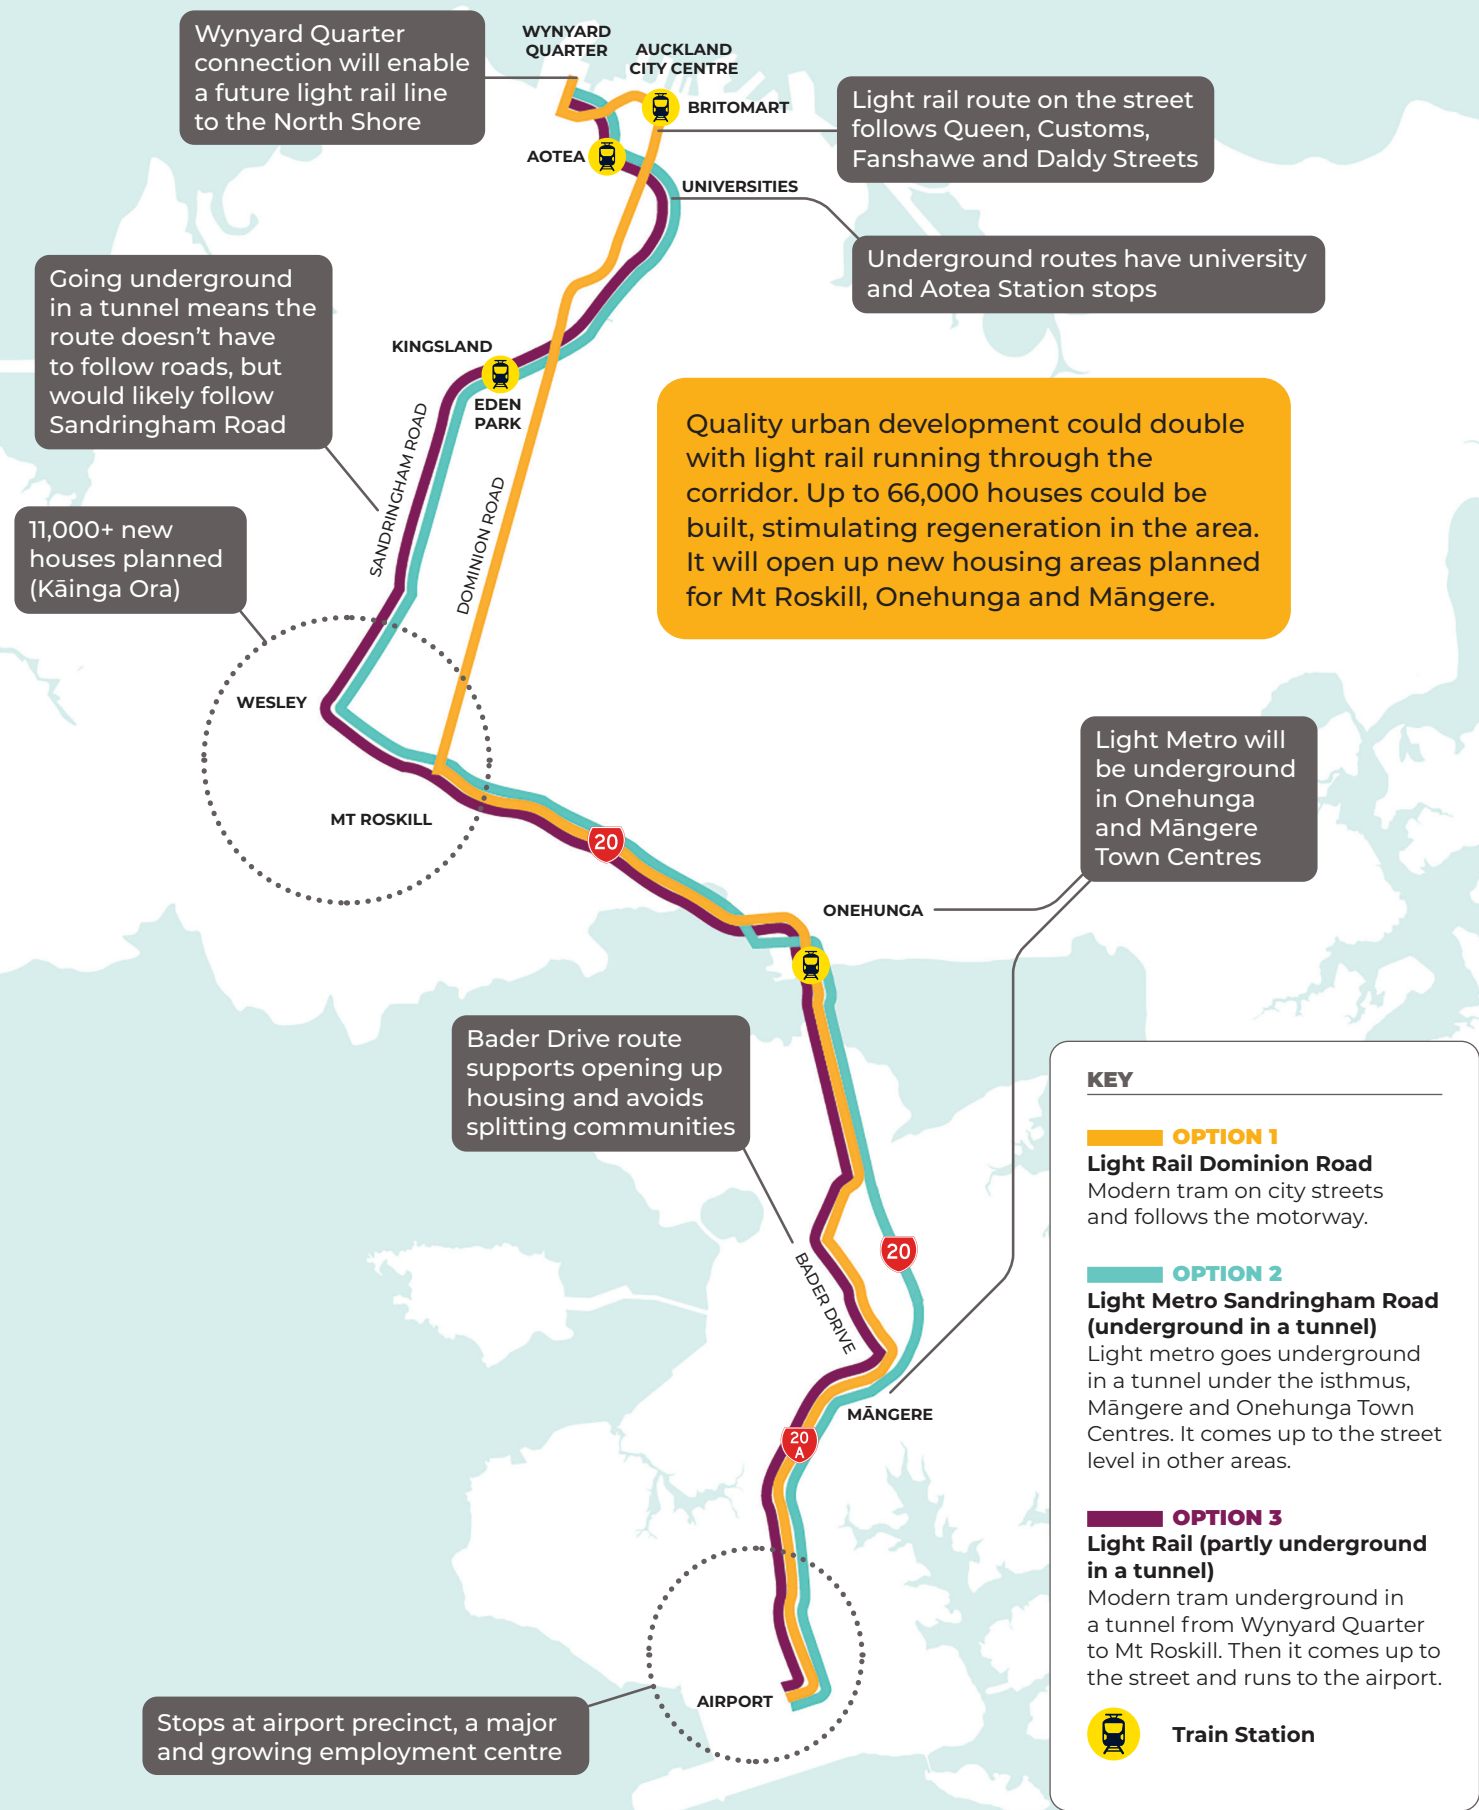 Wynyard Quarter
connection will enable
a future light rail line
to the North Shore
WYNYARD
QUARTER
AUCKLAND
CITY CENTRE
BRITOMART
Light rail route on the street
follows Queen, Customs,
Fanshawe and Daldy Streets
AOTEA
UNIVERSITIES
Underground routes have university
and Aotea Station stops
Going underground
in a tunnel means the
route doesn’t have
to follow roads, but
would likely follow
Sandringham Road
KINGSLAND
EDEN
PARK
SANDRINGHAM ROAD
DOMINION ROAD
Quality urban development could double
with light rail running through the
corridor. Up to 66,000 houses could be
built, stimulating regeneration in the area.
It will open up new housing areas planned
for Mt Roskill, Onehunga and Māngere.
11,000+ new
houses planned
(Kāinga Ora)
WESLEY
MT ROSKILL
20
Light Metro will
be underground
in Onehunga
and Māngere
Town Centres
ONEHUNGA
Bader Drive route
supports opening up
housing and avoids
splitting communities
BADER DRIVE
20
MĀNGERE
20
A
AIRPORT
Stops at airport precinct, a major
and growing employment centre
KEY
OPTION 1
Light Rail Dominion Road
Modern tram on city streets
and follows the motorway.
OPTION 2
Light Metro Sandringham Road
(underground in a tunnel)
Light metro goes underground
in a tunnel under the isthmus,
Māngere and Onehunga Town
Centres. It comes up to the street
level in other areas.
OPTION 3
Light Rail (partly underground
in a tunnel)
Modern tram underground in
a tunnel from Wynyard Quarter
to Mt Roskill. Then it comes up to
the street and runs to the airport.
Train Station